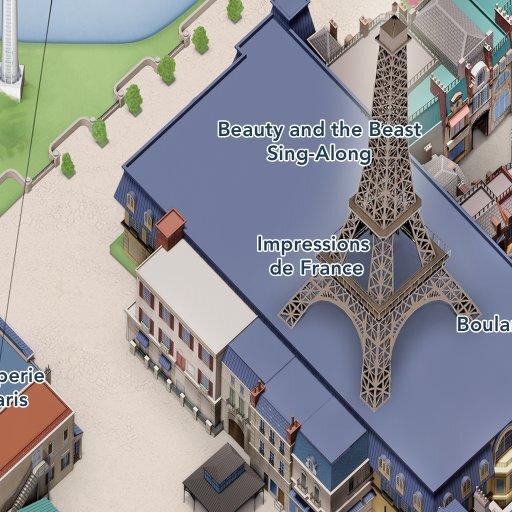 Beauty and the Beast
Sing-Along
Impressions
de France
Boula
perie
aris